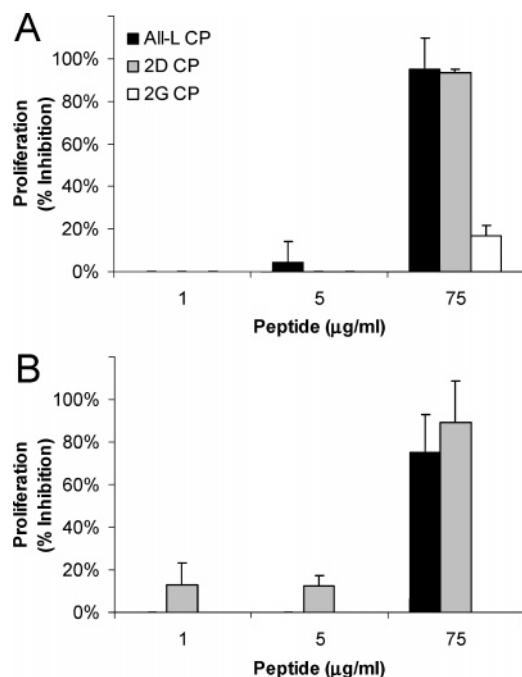 A
All-L CP
2D CP
2G CP
Proliferation
(% Inhibition)
100%
80%
60%
40%
20%
0%
1 5 75
Peptide (µg/ml)
B
Proliferation
(% Inhibition)
100%
80%
60%
40%
20%
0%
1 5 75
Peptide (µg/ml)